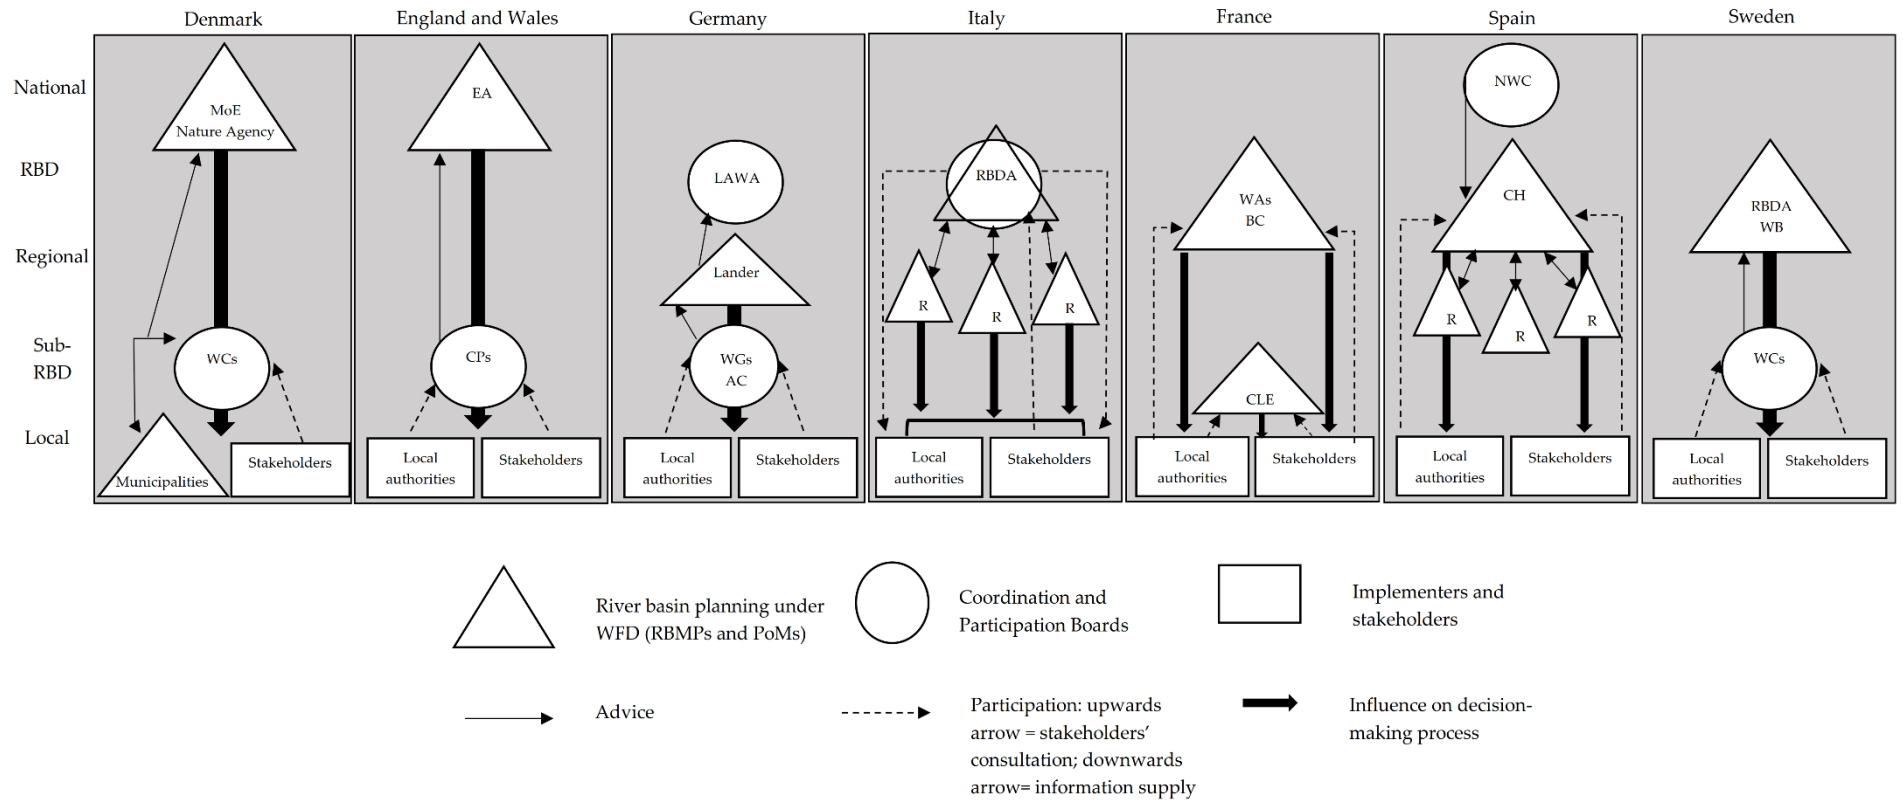 Denmark
England and Wales
Germany
Italy
France
Spain
Sweden
National
RBD
Regional
Sub-
RBD
Local
MoE
Nature Agency
WCs
Municipalities
Stakeholders
EA
CPs
Local
authorities
Stakeholders
LAWA
Lander
WGs
AC
Local
authorities
Stakeholders
RBDA
R
R
R
Local
authorities
Stakeholders
WAs
BC
CLE
Local
authorities
Stakeholders
NWC
CH
R
R
R
Local
authorities
Stakeholders
RBDA
WB
WCs
Local
authorities
Stakeholders
River basin planning under
WFD (RBMPs and PoMs)
Coordination and
Participation Boards
Implementers and
stakeholders
Advice
Participation: upwards
arrow = stakeholders’
consultation; downwards
arrow= information supply
Influence on decision-
making process